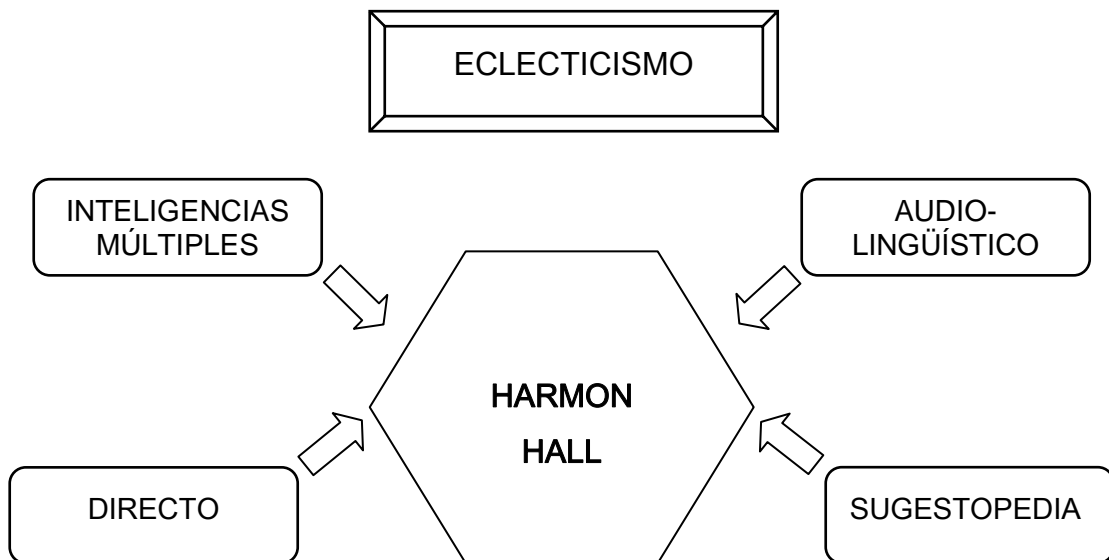 ECLECTICISMO
INTELIGENCIAS
MÚLTIPLES
AUDIO-
LINGÜÍSTICO
HARMON
HALL
DIRECTO
SUGESTOPEDIA